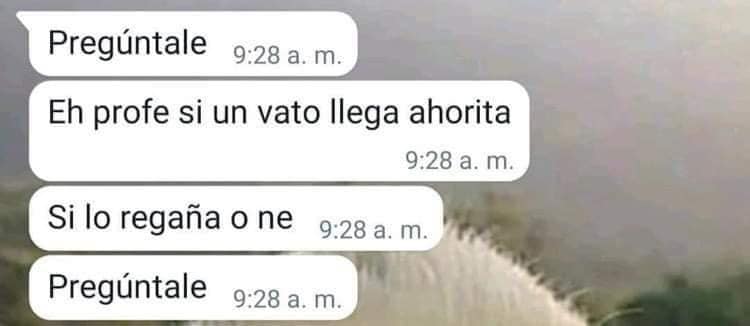 Pregúntale 9:28 a. m.
Eh profe si un vato llega ahorita
9:28 a. m.
Si lo regaña o ne 9:28 a. m.
Pregúntale 9:28 a. m.